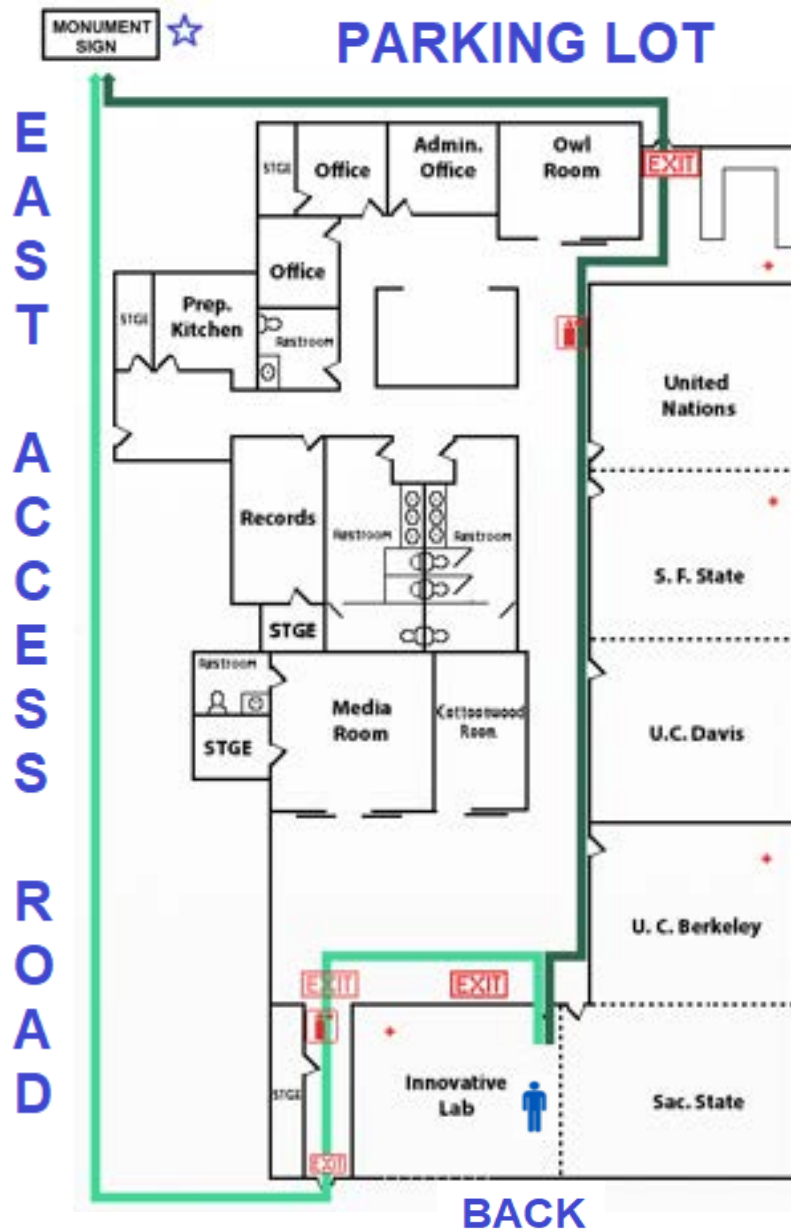 MONUMENT
SIGN
PARKING LOT
EAST ACCESS ROAD
STGE
Office
Admin.
Office
Owl
Room
EXIT
Office
STGE
Prep.
Kitchen
Restroom
United
Nations
Records
Restroom
Restroom
S. F. State
STGE
Restroom
STGE
Media
Room
Cottonwood
Room
U.C. Davis
U. C. Berkeley
EXIT
EXIT
STGE
Innovative
Lab
Sac. State
EXIT
BACK